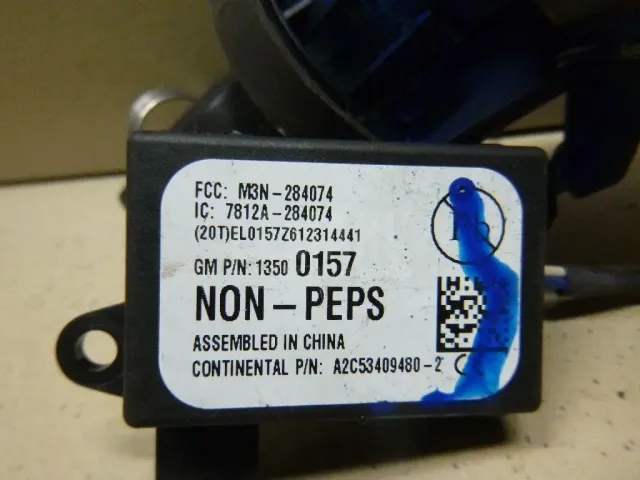 FCC: M3N-284074
IC: 7812A-284074
(20T)EL0157Z612314441
GM P/N: 1350 0157
NON-PEPS
ASSEMBLED IN CHINA
CONTINENTAL P/N: A2C53409480-2